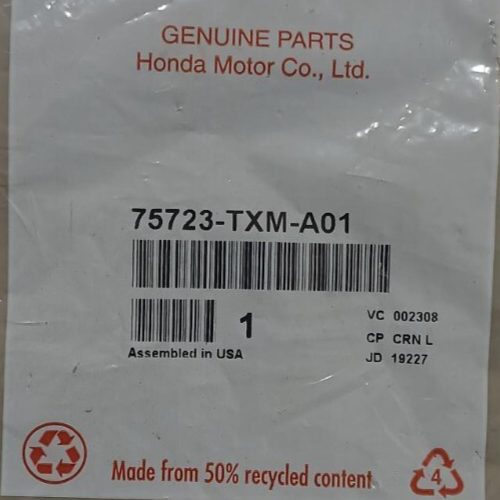 GENUINE PARTS
Honda Motor Co., Ltd.
75723-TXM-A01
1
VC 002308
CP CRN L
Assembled in USA
JD 19227
Made from 50% recycled content
4